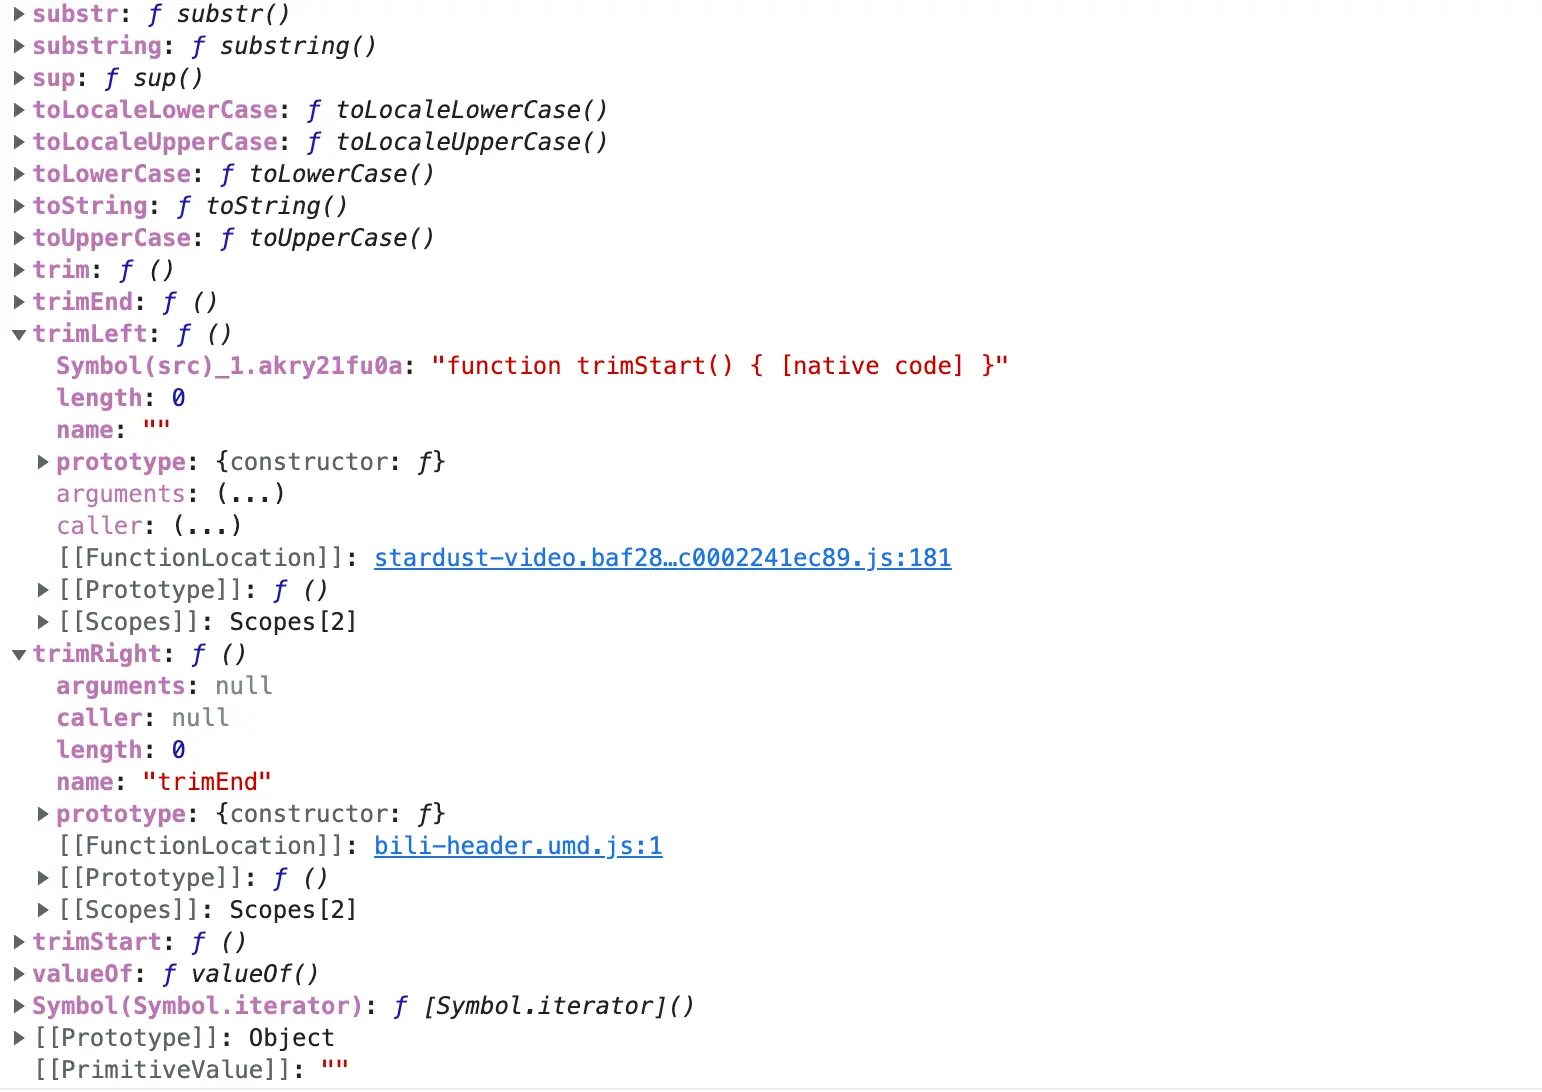 substr: ƒ substr()
substring: ƒ substring()
sup: ƒ sup()
toLocaleLowerCase: ƒ toLocaleLowerCase()
toLocaleUpperCase: ƒ toLocaleUpperCase()
toLowerCase: ƒ toLowerCase()
toString: ƒ toString()
toUpperCase: ƒ toUpperCase()
trim: ƒ ()
trimEnd: ƒ ()
trimLeft: ƒ ()
Symbol(src)_1.akry21fu0a: "function trimStart() { [native code] }"
length: 0
name: ""
prototype: {constructor: ƒ}
arguments: (...)
caller: (...)
[[FunctionLocation]]: stardust-video.baf28…c0002241ec89.js:181
[[Prototype]]: ƒ ()
[[Scopes]]: Scopes[2]
trimRight: ƒ ()
arguments: null
caller: null
length: 0
name: "trimEnd"
prototype: {constructor: ƒ}
[[FunctionLocation]]: bili-header.umd.js:1
[[Prototype]]: ƒ ()
[[Scopes]]: Scopes[2]
trimStart: ƒ ()
valueOf: ƒ valueOf()
Symbol(Symbol.iterator): ƒ [Symbol.iterator]()
[[Prototype]]: Object
[[PrimitiveValue]]: ""